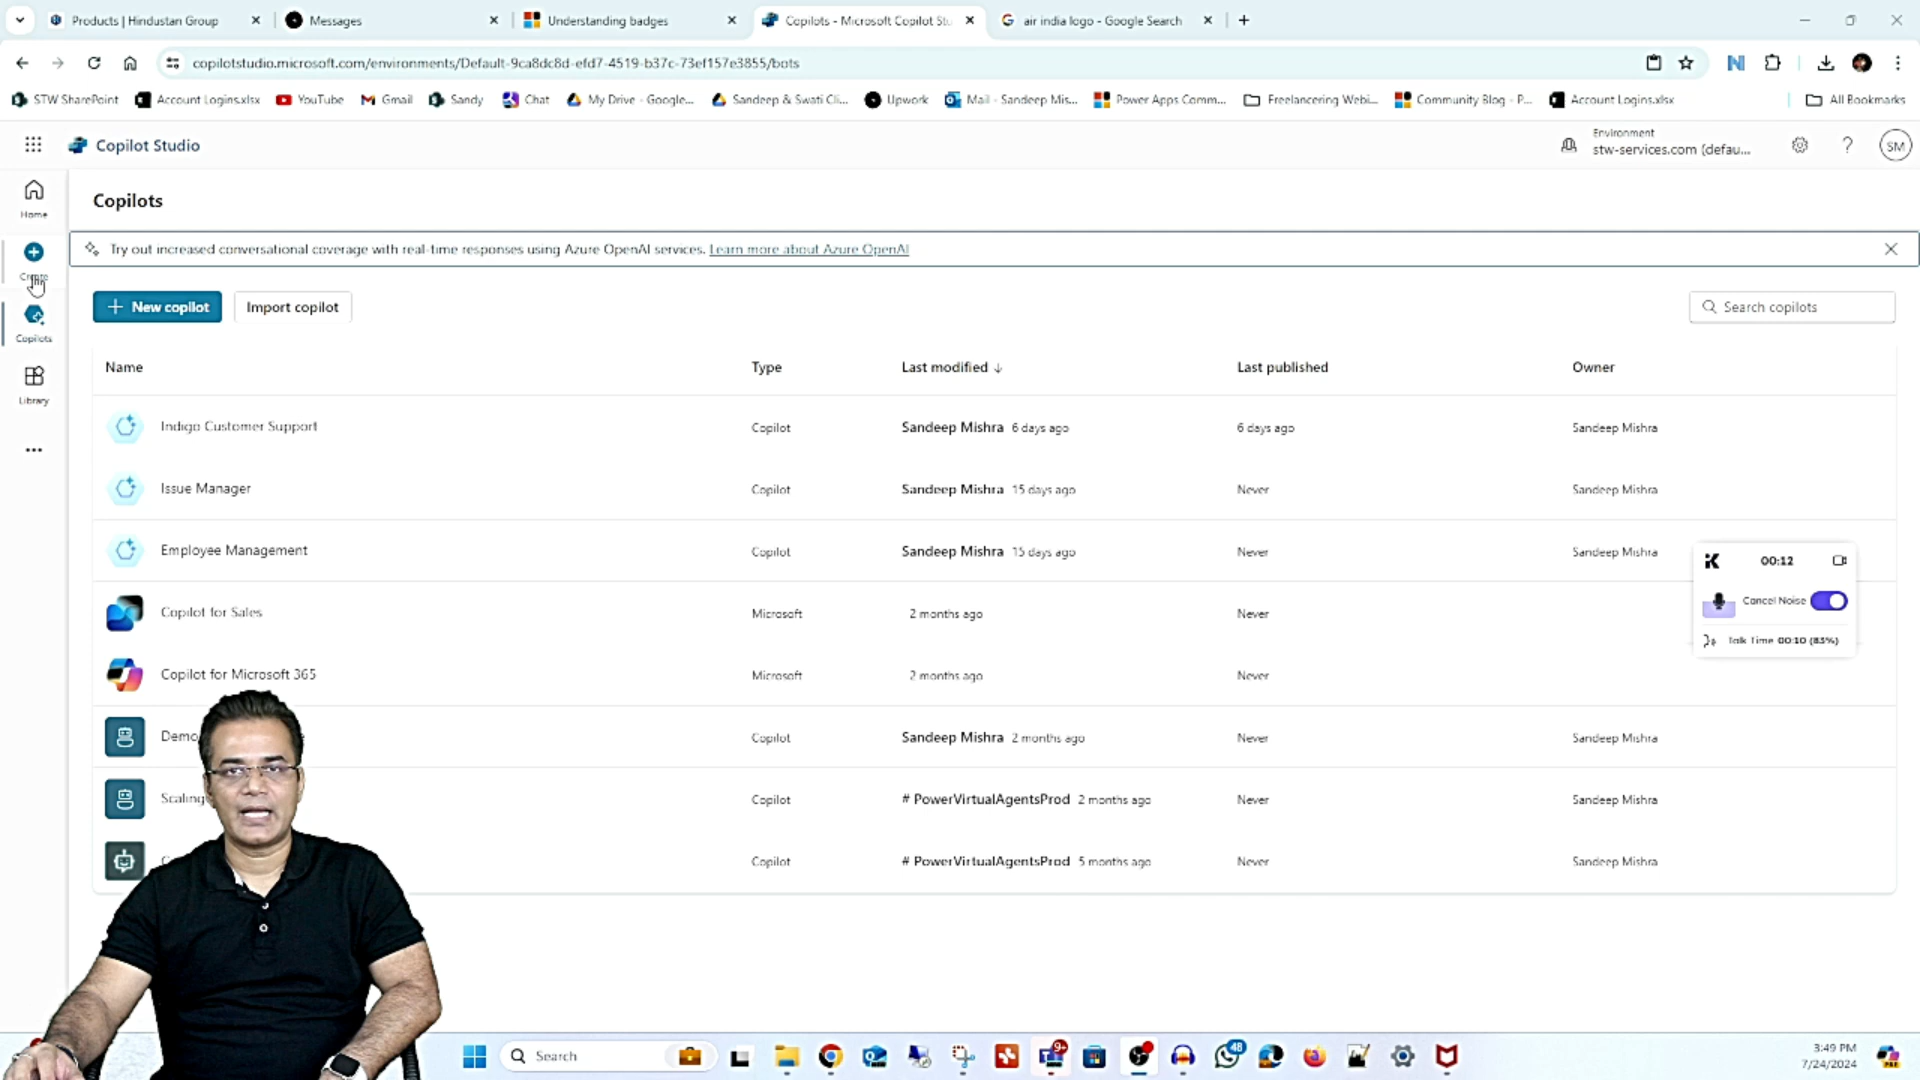 Products | Hindustan Group
Messages
Understanding badges
Copilots - Microsoft Copilot Stu
air india logo - Google Search
copilotstudio.microsoft.com/environments/Default-9ca8dc8d-efd7-4519-b37c-73ef157e3855/bots
STW SharePoint
Account Logins.xlsx
YouTube
Gmail
Sandy
Chat
My Drive - Google...
Sandeep & Swati Cli...
Upwork
Mail - Sandeep Mis...
Power Apps Comm...
Freelancering Webi...
Community Blog - P...
Account Logins.xlsx
All Bookmarks
Copilot Studio
Environment
stw-services.com (defau...
SM
Home
Create
Copilots
Library
Copilots
Try out increased conversational coverage with real-time responses using Azure OpenAI services. Learn more about Azure OpenAI
New copilot
Import copilot
Search copilots
Name Type Last modified ↓ Last published Owner
Indigo Customer Support Copilot Sandeep Mishra 6 days ago 6 days ago Sandeep Mishra
Issue Manager Copilot Sandeep Mishra 15 days ago Never Sandeep Mishra
Employee Management Copilot Sandeep Mishra 15 days ago Never Sandeep Mishra
Copilot for Sales Microsoft 2 months ago Never
Copilot for Microsoft 365 Microsoft 2 months ago Never
Demo Copilot Sandeep Mishra 2 months ago Never Sandeep Mishra
Scaling Copilot # PowerVirtualAgentsProd 2 months ago Never Sandeep Mishra
Copilot # PowerVirtualAgentsProd 5 months ago Never Sandeep Mishra
00:12
Cancel Noise
Talk Time 00:10 (83%)
Search
9+
48
3:49 PM
7/24/2024